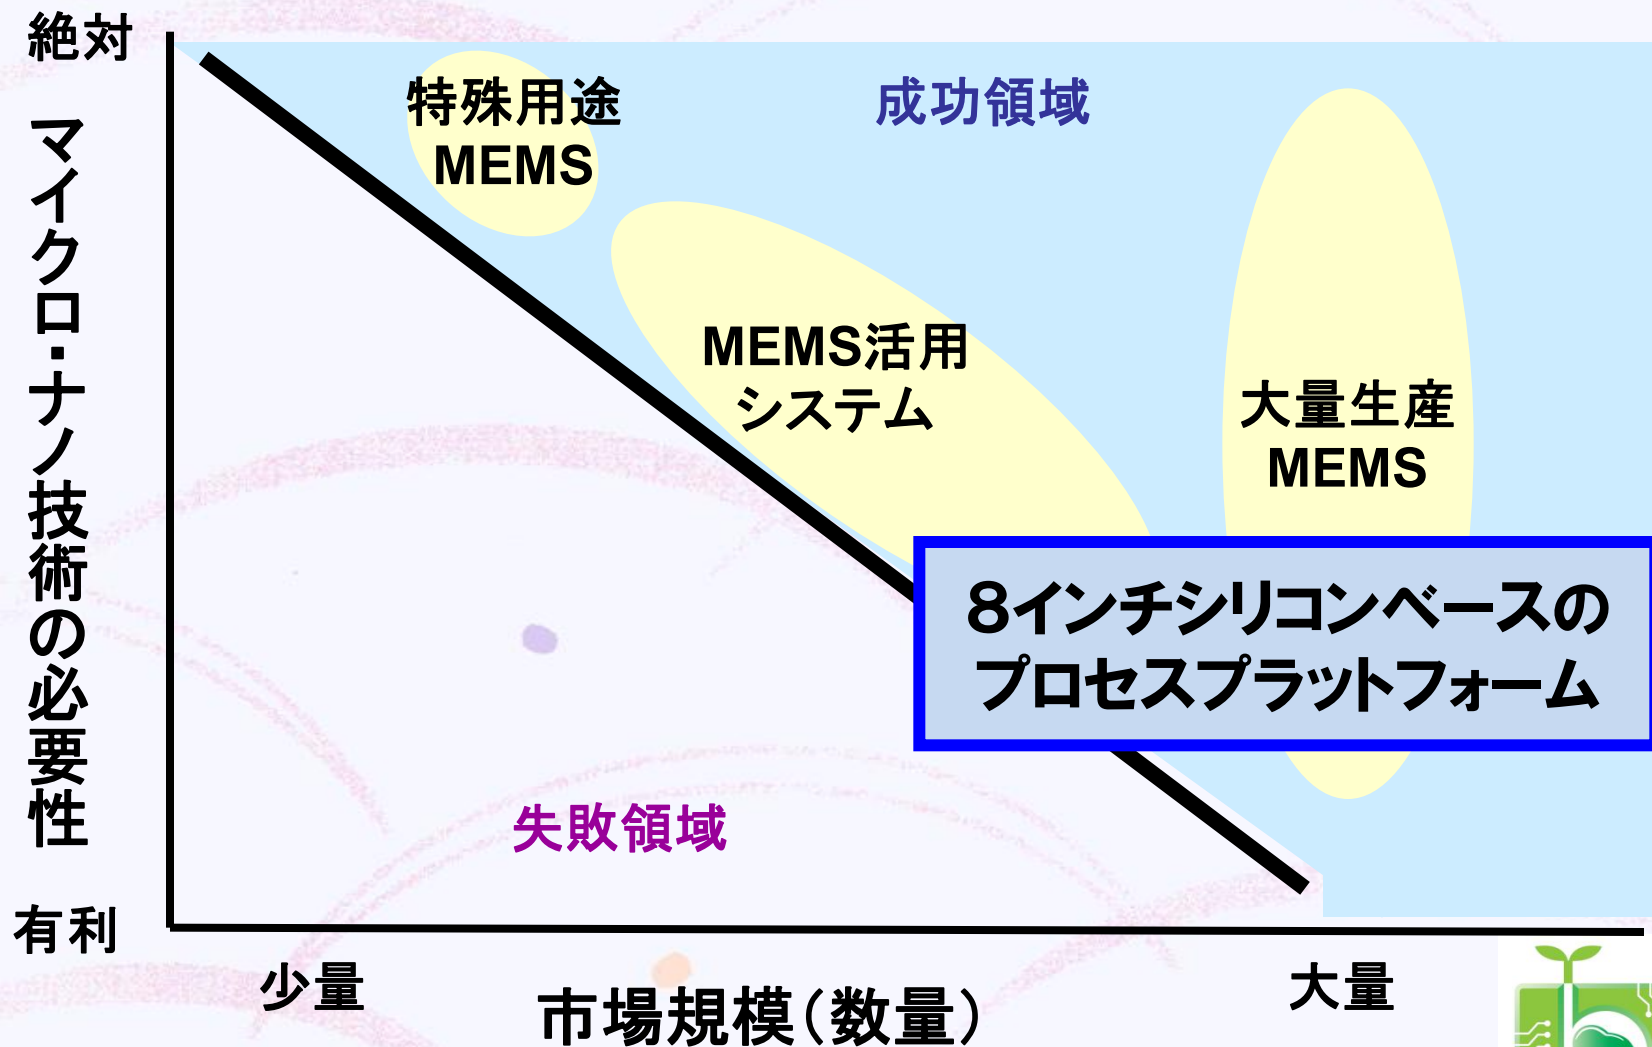 絶対
マイクロ・ナノ技術の必要性
有利
特殊用途
MEMS
成功領域
MEMS活用
システム
大量生産
MEMS
８インチシリコンベースの
プロセスプラットフォーム
失敗領域
少量
市場規模（数量）
大量